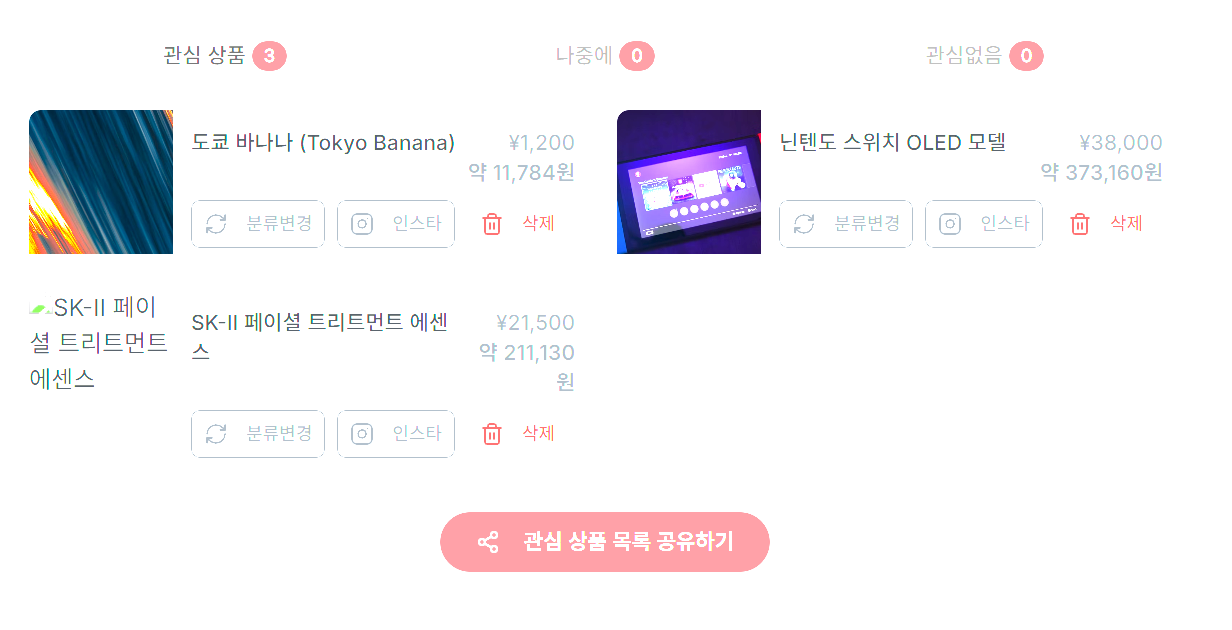 관심 상품 3
나중에 0
관심없음 0
도쿄 바나나 (Tokyo Banana)
¥1,200
약 11,784원
분류변경
인스타
삭제
닌텐도 스위치 OLED 모델
¥38,000
약 373,160원
분류변경
인스타
삭제
SK-II 페이
셜 트리트먼트
에센스
SK-II 페이셜 트리트먼트 에센
스
¥21,500
약 211,130
원
분류변경
인스타
삭제
관심 상품 목록 공유하기